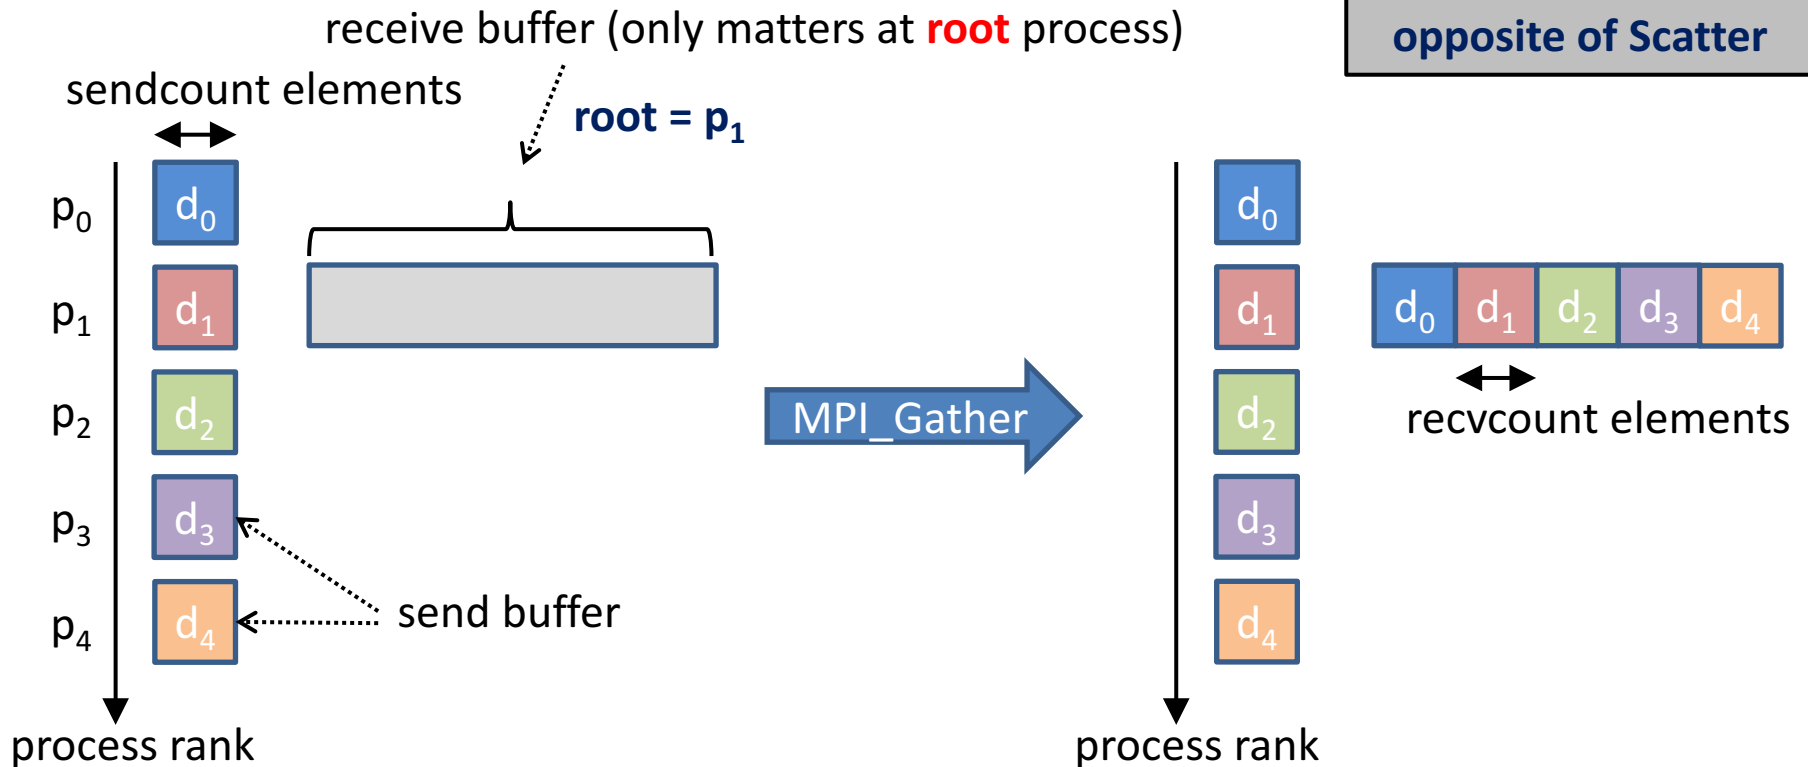 receive buffer (only matters at root process)
opposite of Scatter
sendcount elements
root = p₁
p₀ d₀ d₀
p₁ d₁ d₁ d₀ d₁ d₂ d₃ d₄
p₂ d₂ MPI_Gather d₂ recvcount elements
p₃ d₃ d₃
p₄ d₄ send buffer d₄
process rank process rank